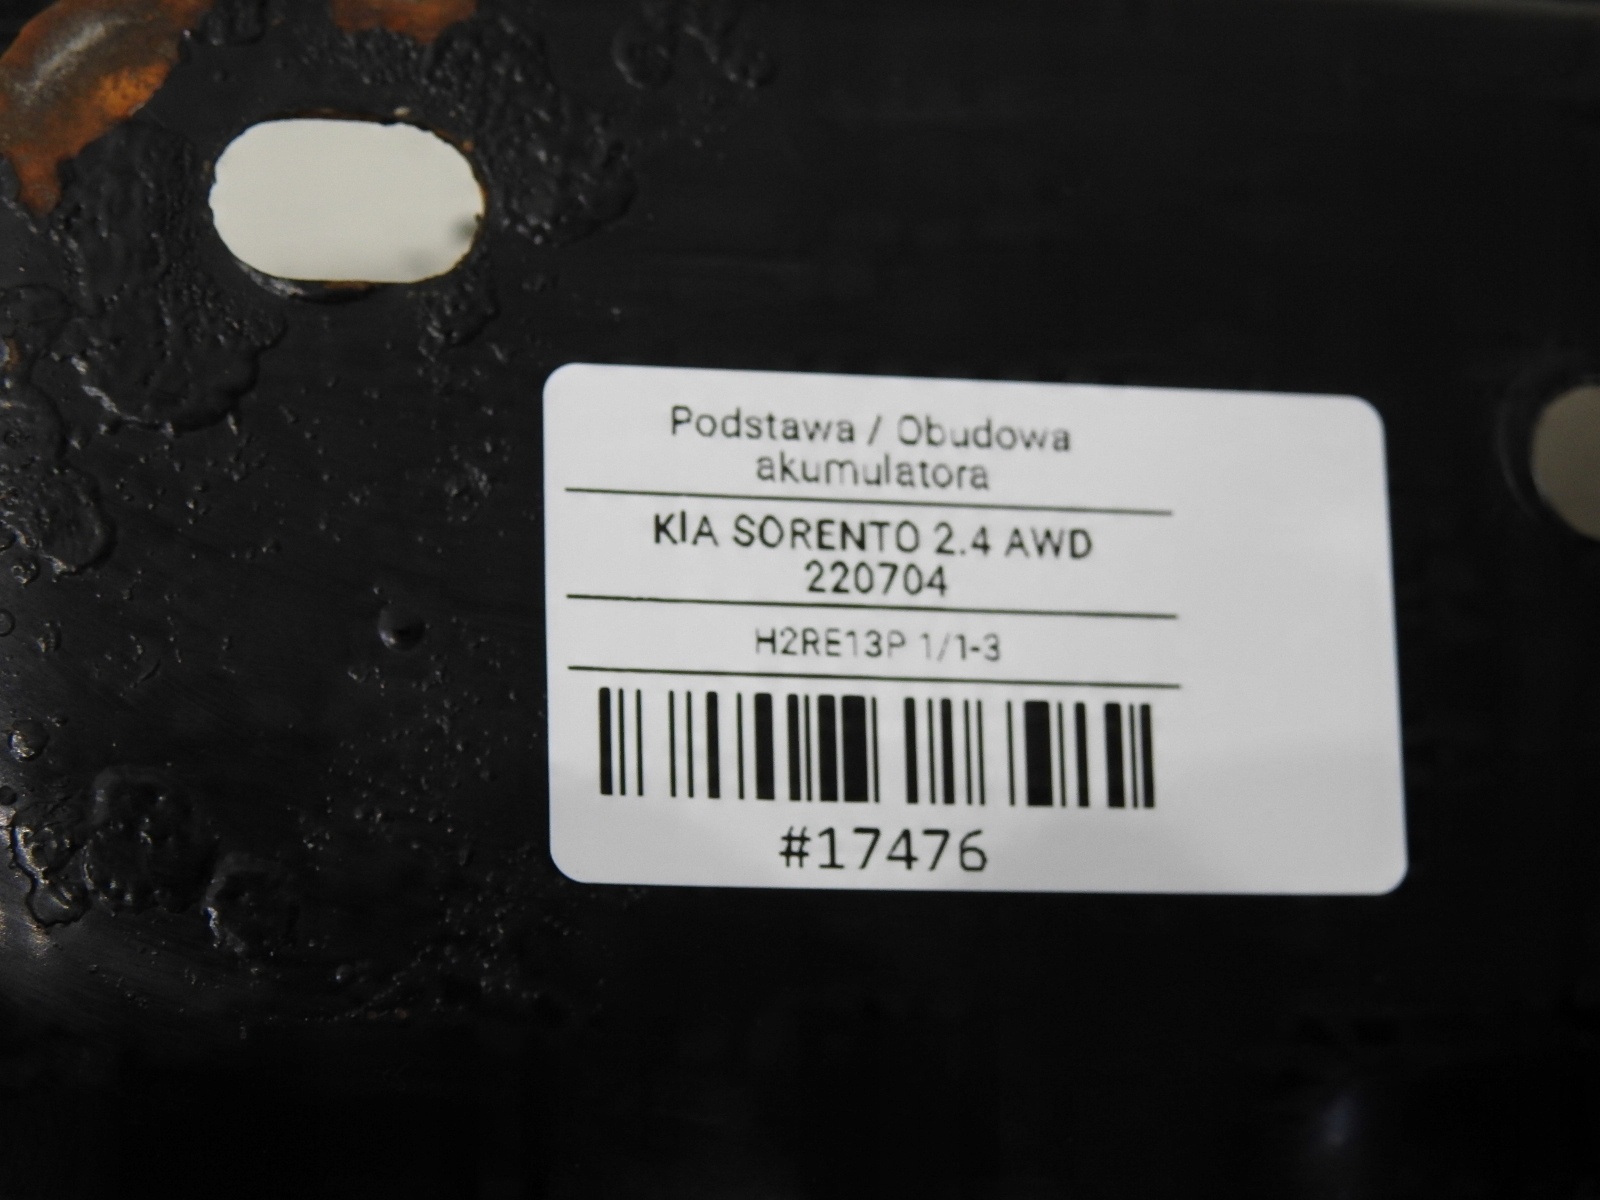 Podstawa / Obudowa
akumulatora
KIA SORENTO 2.4 AWD
220704
H2RE13P 1/1-3
#17476